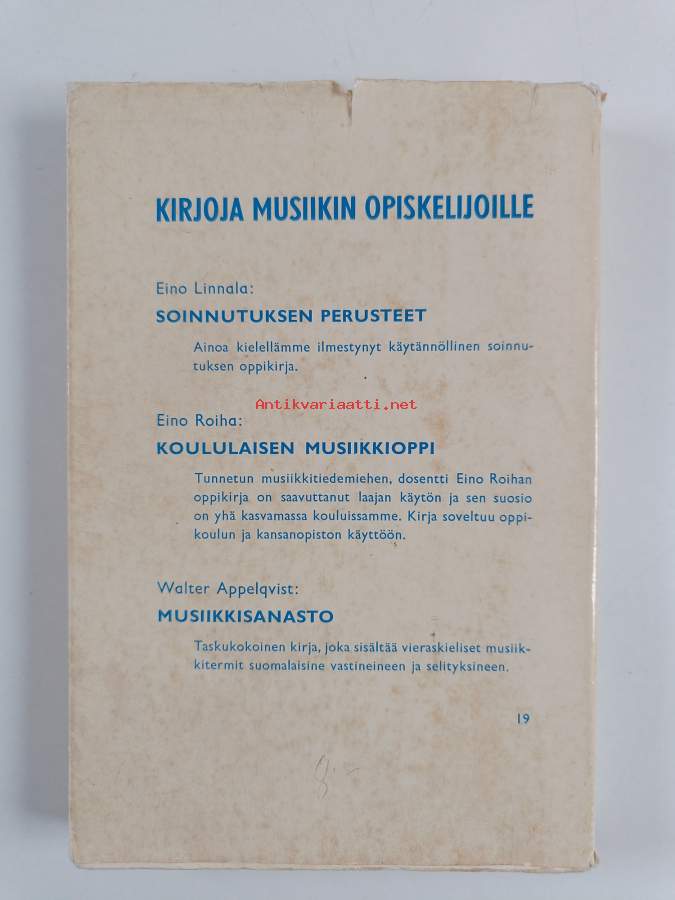 KIRJOJA MUSIIKIN OPISKELIJOILLE
Eino Linnala:
SOINNUTUKSEN PERUSTEET
Ainoa kielellämme ilmestynyt käytännöllinen soinnu-
tuksen oppikirja.
Antikvariaatti.net
Eino Roiha:
KOULULAISEN MUSIIKKIOPPI
Tunnetun musiikkitiedemiehen, dosentti Eino Roihan
oppikirja on saavuttanut laajan käytön ja sen suosio
on yhä kasvamassa kouluissamme. Kirja soveltuu oppi-
koulun ja kansanopiston käyttöön.
Walter Appelqvist:
MUSIIKKISANASTO
Taskukokoinen kirja, joka sisältää vieraskieliset musiik-
kitermit suomalaisine vastineineen ja selityksineen.
19